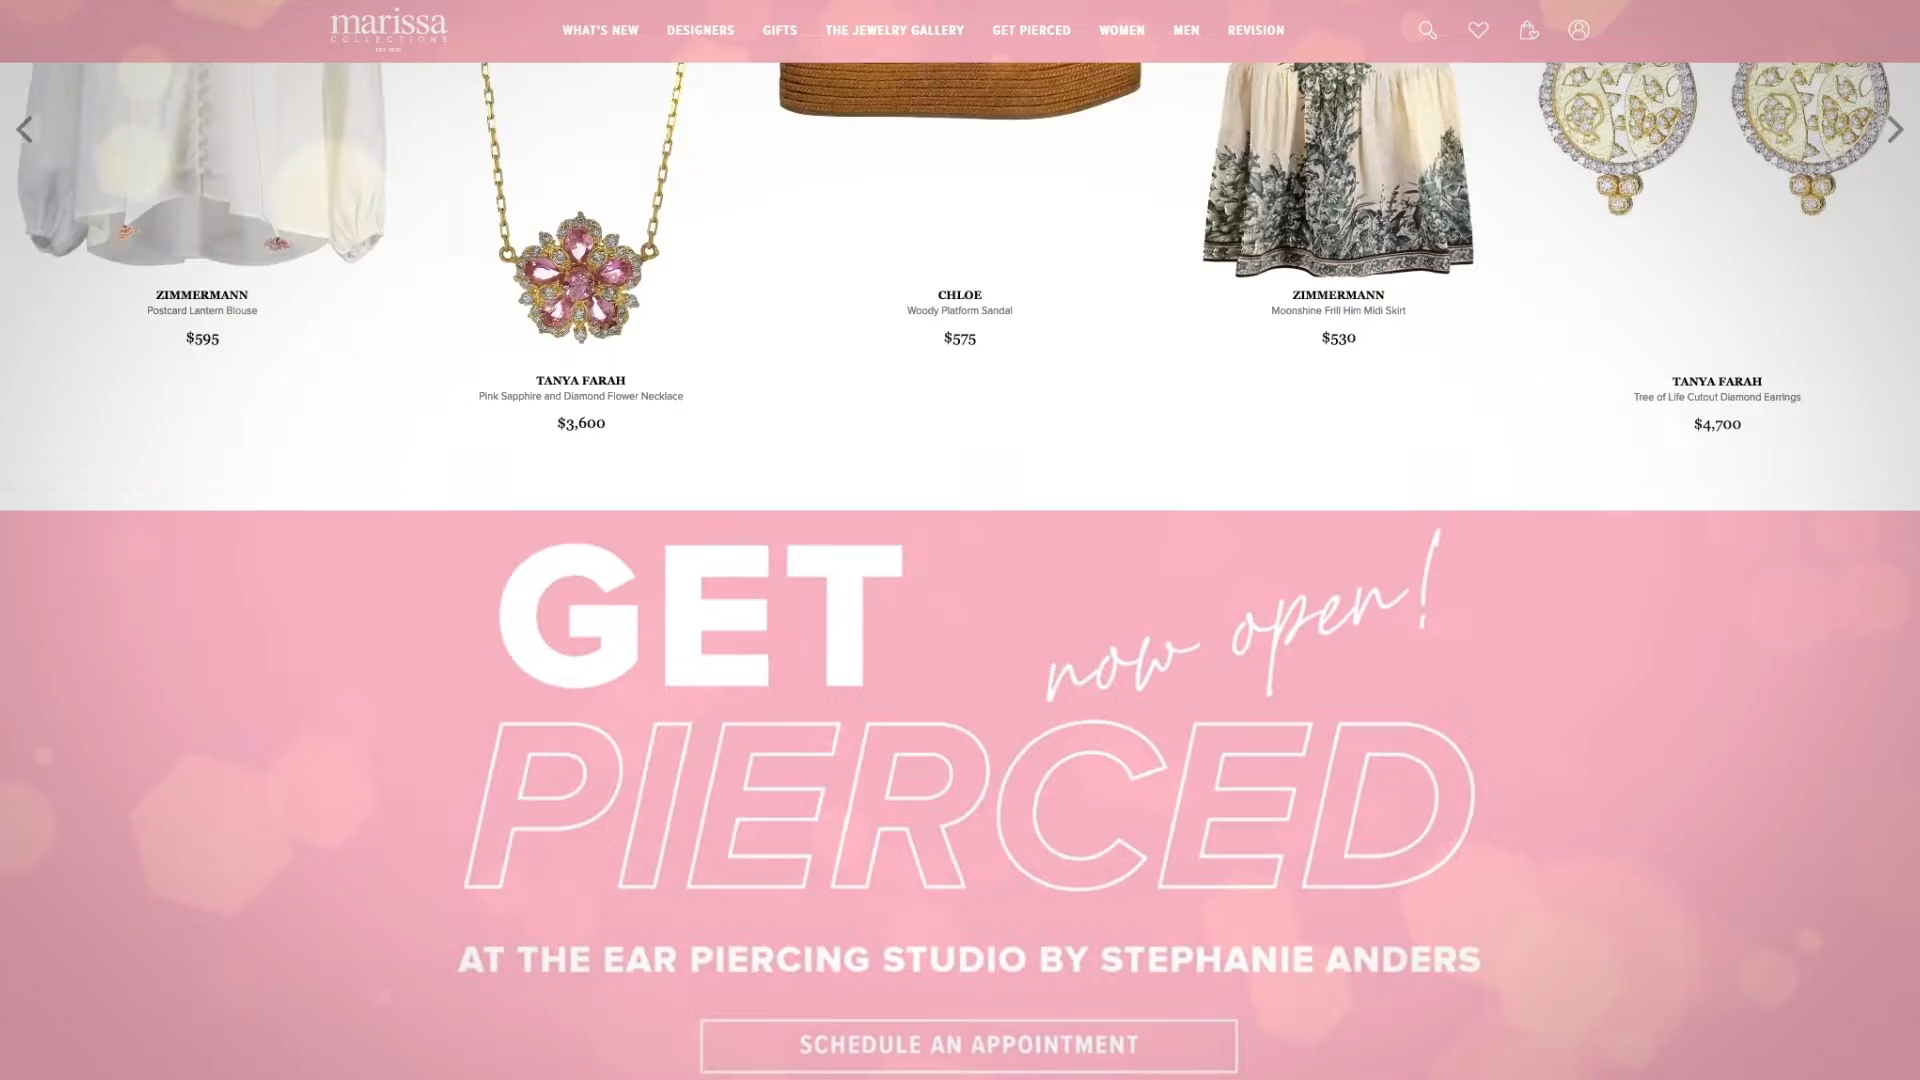 marissa
COLLECTIONS
WHAT'S NEW DESIGNERS GIFTS THE JEWELRY GALLERY GET PIERCED WOMEN MEN REVISION
ZIMMERMANN
Postcard Lantern Blouse
$595
TANYA FARAH
Pink Sapphire and Diamond Flower Necklace
$3,600
CHLOE
Woody Platform Sandal
$575
ZIMMERMANN
Moonshine Frill Him Midi Skirt
$530
TANYA FARAH
Tree of Life Cutout Diamond Earrings
$4,700
GET
now open!
PIERCED
AT THE EAR PIERCING STUDIO BY STEPHANIE ANDERS
SCHEDULE AN APPOINTMENT